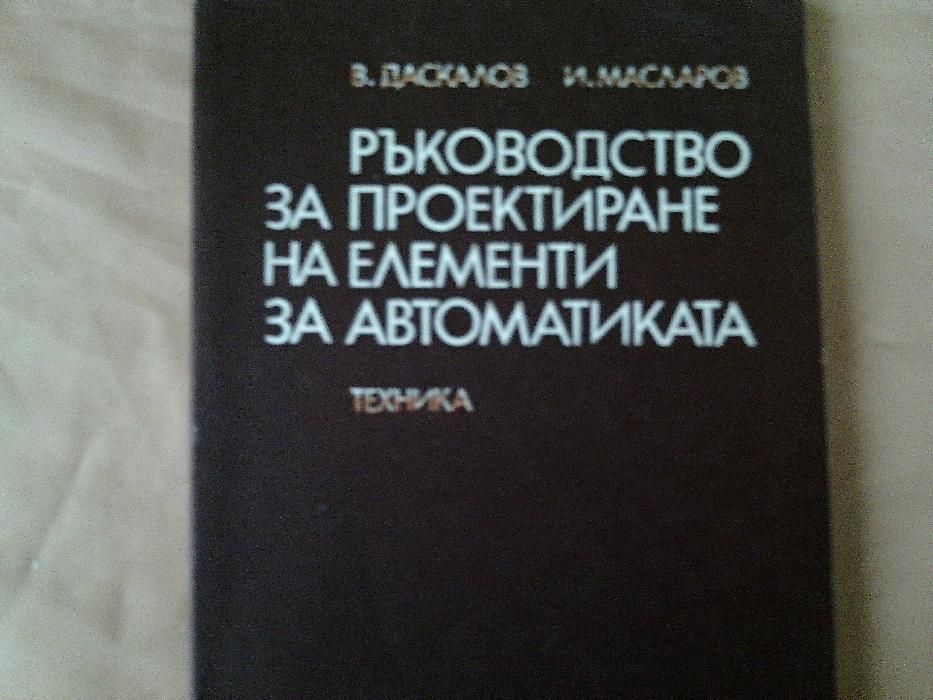 В. ДАСКАЛОВ И. МАСЛАРОВ
РЪКОВОДСТВО
ЗА ПРОЕКТИРАНЕ
НА ЕЛЕМЕНТИ
ЗА АВТОМАТИКАТА
ТЕХНИКА